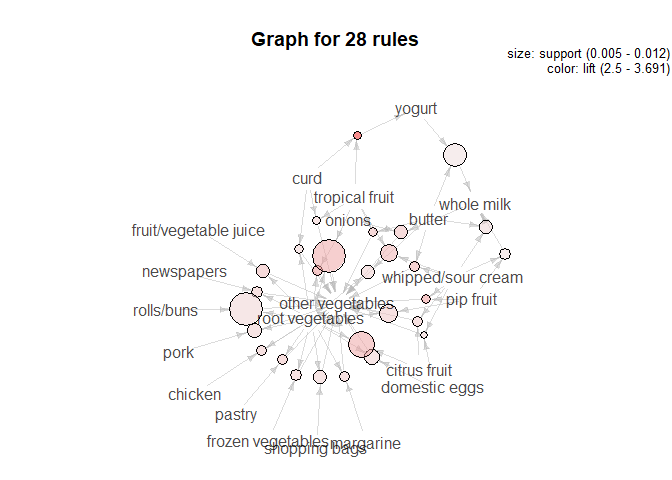 Graph for 28 rules
size: support (0.005 - 0.012)
color: lift (2.5 - 3.691)
yogurt
curd
tropical fruit
whole milk
onions
butter
fruit/vegetable juice
newspapers
whipped/sour cream
other vegetables
pip fruit
rolls/buns
root vegetables
pork
citrus fruit
domestic eggs
chicken
pastry
frozen vegetables
margarine
shopping bags